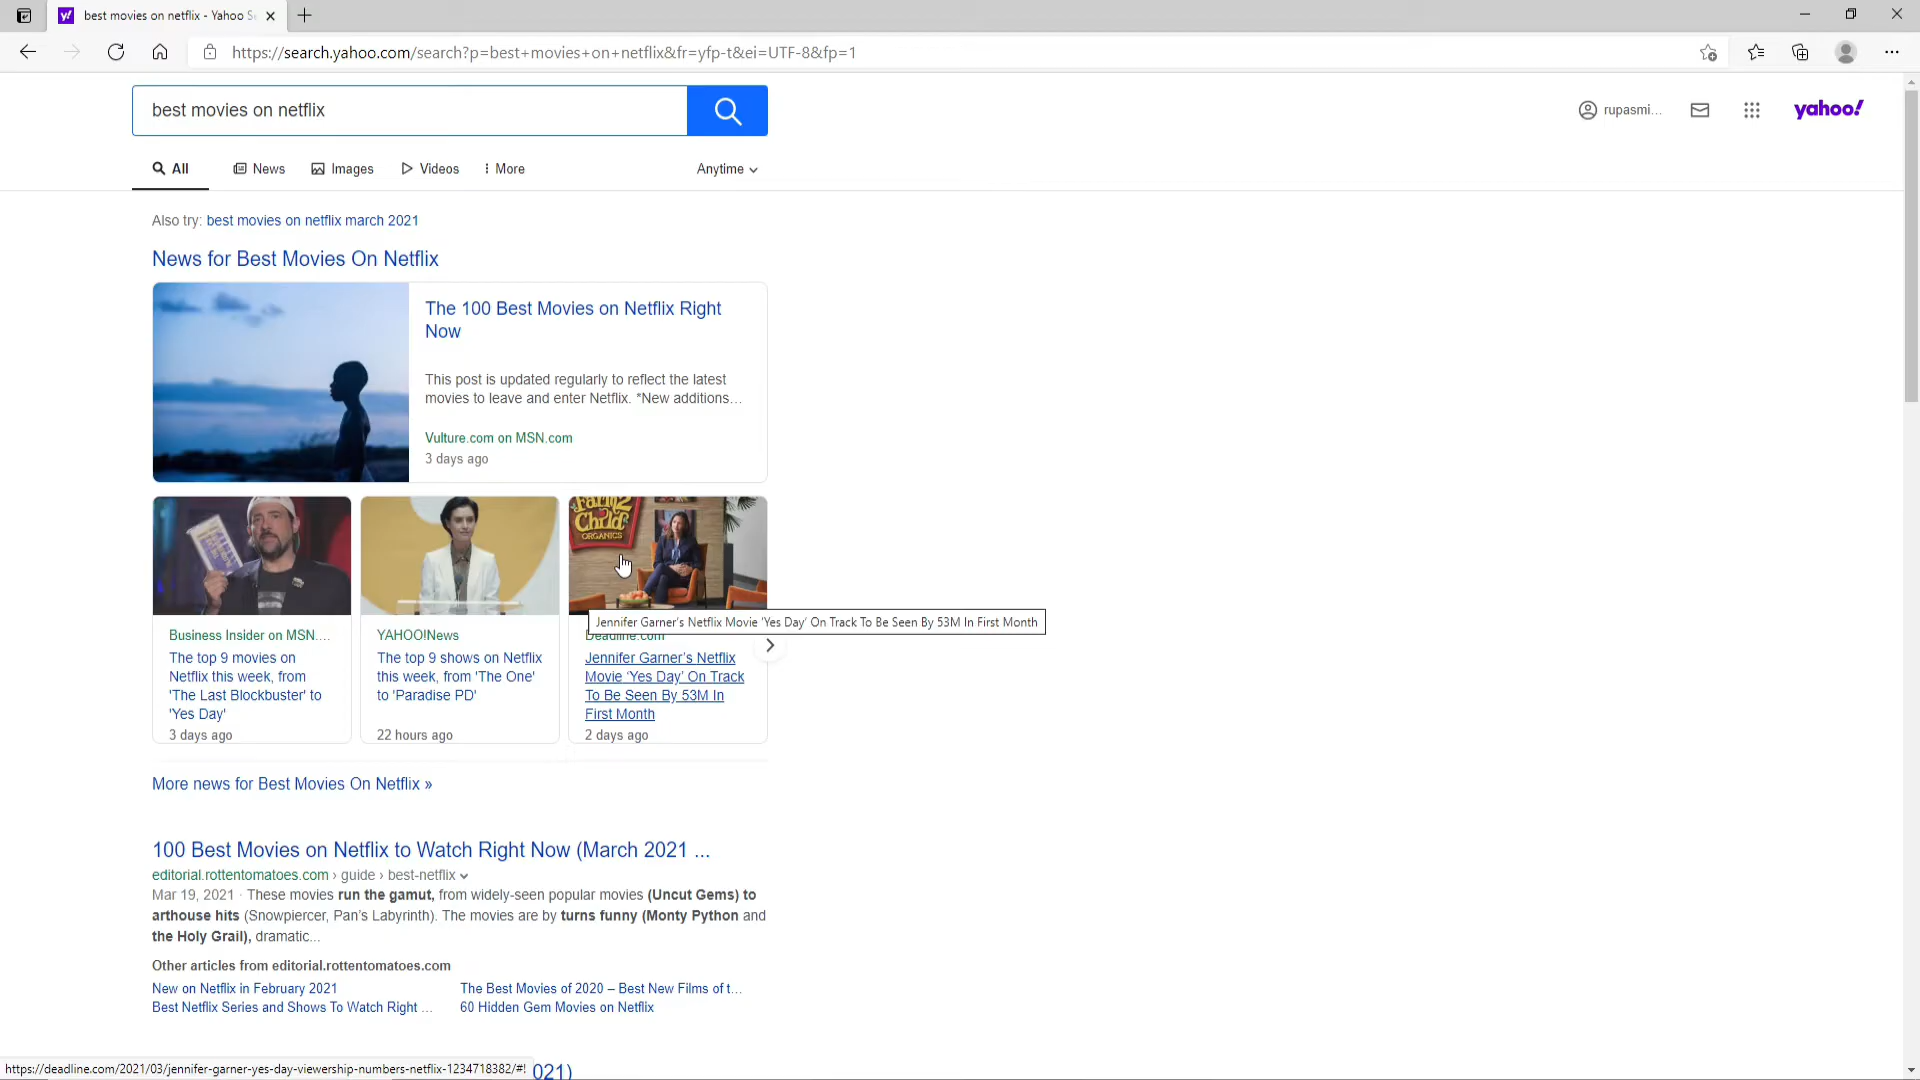 best movies on netflix - Yahoo S
https://search.yahoo.com/search?p=best+movies+on+netflix&fr=yfp-t&ei=UTF-8&fp=1
best movies on netflix
rupasmi...
yahoo!
All
News
Images
Videos
More
Anytime
Also try: best movies on netflix march 2021
News for Best Movies On Netflix
The 100 Best Movies on Netflix Right
Now
This post is updated regularly to reflect the latest
movies to leave and enter Netflix. *New additions...
Vulture.com on MSN.com
3 days ago
Business Insider on MSN....
The top 9 movies on
Netflix this week, from
'The Last Blockbuster' to
'Yes Day'
3 days ago
YAHOO!News
The top 9 shows on Netflix
this week, from 'The One'
to 'Paradise PD'
22 hours ago
Farm2
Child
ORGANICS
Jennifer Garner's Netflix Movie 'Yes Day' On Track To Be Seen By 53M In First Month
Deadline.com
Jennifer Garner's Netflix
Movie 'Yes Day' On Track
To Be Seen By 53M In
First Month
2 days ago
More news for Best Movies On Netflix »
100 Best Movies on Netflix to Watch Right Now (March 2021 ...
editorial.rottentomatoes.com › guide › best-netflix
Mar 19, 2021 · These movies run the gamut, from widely-seen popular movies (Uncut Gems) to
arthouse hits (Snowpiercer, Pan's Labyrinth). The movies are by turns funny (Monty Python and
the Holy Grail), dramatic...
Other articles from editorial.rottentomatoes.com
New on Netflix in February 2021
The Best Movies of 2020 – Best New Films of t...
Best Netflix Series and Shows To Watch Right ...
60 Hidden Gem Movies on Netflix
https://deadline.com/2021/03/jennifer-garner-yes-day-viewership-numbers-netflix-1234718382/#!
021)